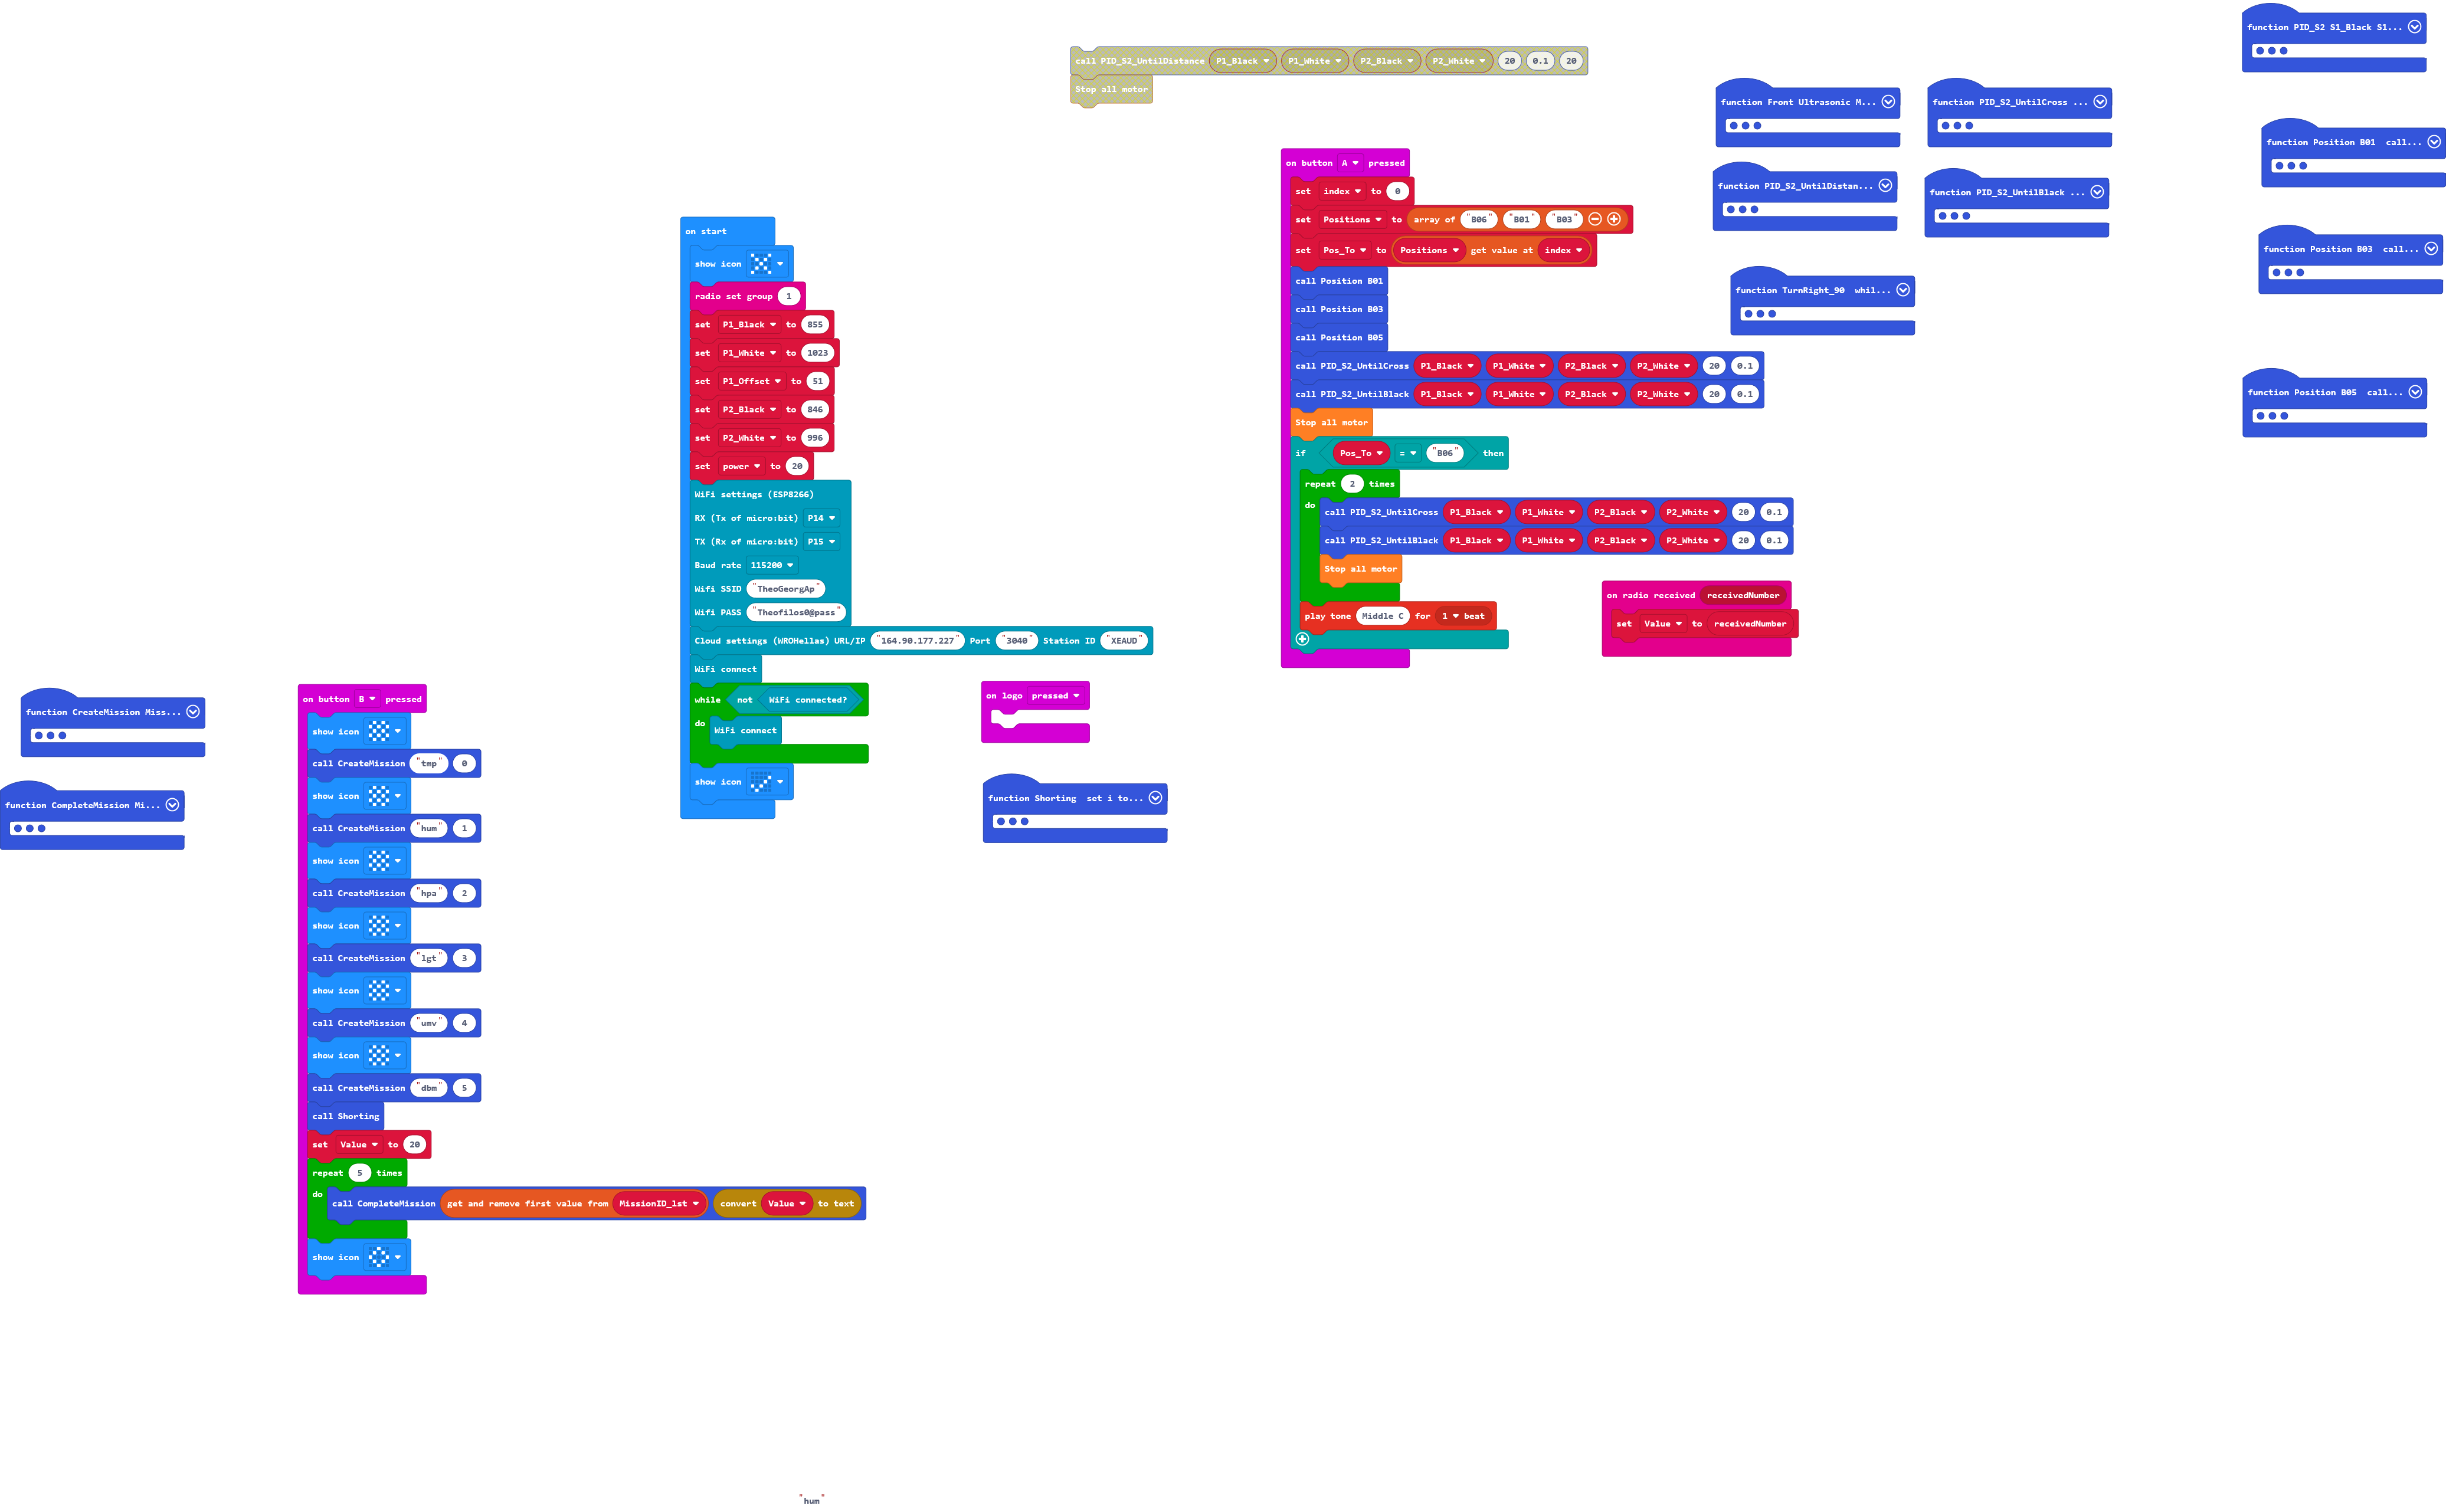 function PID_S2 S1_Black S1...
call PID_S2_UntilDistance P1_Black P1_White P2_Black P2_White 20 0.1 20
Stop all motor
function Front Ultrasonic M...
function PID_S2_UntilCross ...
function Position B01 call...
function PID_S2_UntilDistan...
function PID_S2_UntilBlack ...
function Position B03 call...
function TurnRight_90 whil...
function Position B05 call...
on button A pressed
set index to 0
set Positions to array of "B06" "B01" "B03"
set Pos_To to Positions get value at index
call Position B01
call Position B03
call Position B05
call PID_S2_UntilCross P1_Black P1_White P2_Black P2_White 20 0.1
call PID_S2_UntilBlack P1_Black P1_White P2_Black P2_White 20 0.1
Stop all motor
if Pos_To = "B06" then
repeat 2 times
do call PID_S2_UntilCross P1_Black P1_White P2_Black P2_White 20 0.1
call PID_S2_UntilBlack P1_Black P1_White P2_Black P2_White 20 0.1
Stop all motor
play tone Middle C for 1 beat
on radio received receivedNumber
set Value to receivedNumber
on start
show icon
radio set group 1
set P1_Black to 855
set P1_White to 1023
set P1_Offset to 51
set P2_Black to 846
set P2_White to 996
set power to 20
WiFi settings (ESP8266)
RX (Tx of micro:bit) P14
TX (Rx of micro:bit) P15
Baud rate 115200
Wifi SSID "TheoGeorgAp"
Wifi PASS "Theofilos0@pass"
Cloud settings (WROHellas) URL/IP "164.90.177.227" Port "3040" Station ID "XEAUD"
WiFi connect
while not WiFi connected?
do WiFi connect
show icon
on logo pressed
function Shorting set i to...
function CreateMission Miss...
function CompleteMission Mi...
on button B pressed
show icon
call CreateMission "tmp" 0
show icon
call CreateMission "hum" 1
show icon
call CreateMission "hpa" 2
show icon
call CreateMission "lgt" 3
show icon
call CreateMission "umv" 4
show icon
call CreateMission "dbm" 5
call Shorting
set Value to 20
repeat 5 times
do call CompleteMission get and remove first value from MissionID_lst convert Value to text
show icon
"hum"